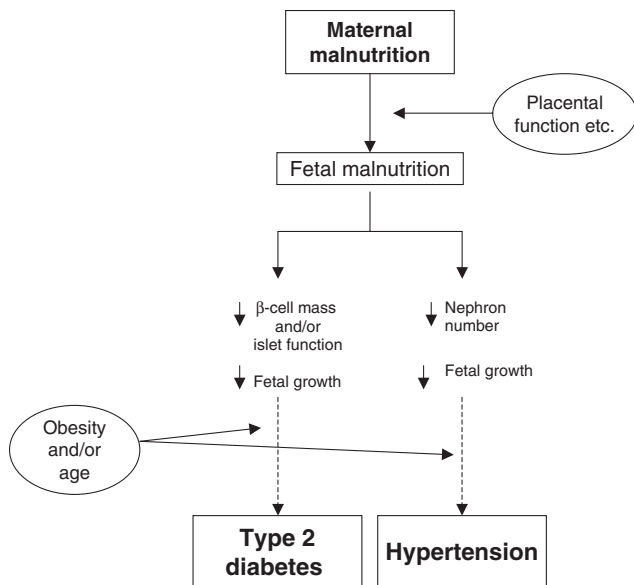 Maternal
malnutrition
Placental
function etc.
Fetal malnutrition
↓ β-cell mass
and/or
islet function
↓ Nephron
number
↓ Fetal growth
↓ Fetal growth
Obesity
and/or
age
Type 2
diabetes
Hypertension